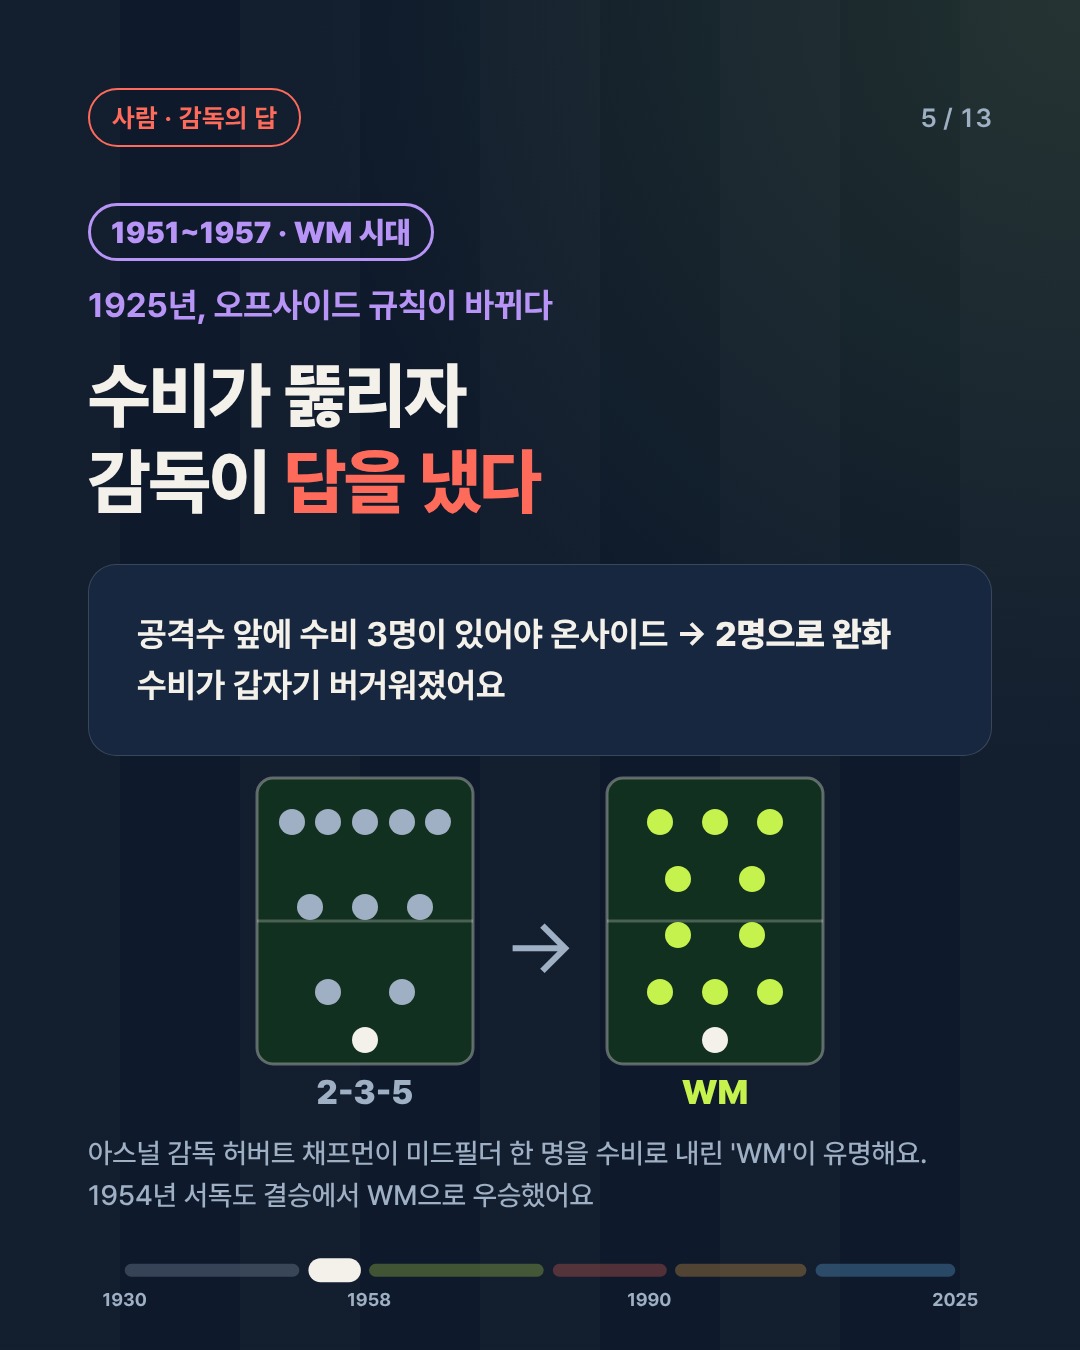 사람 · 감독의 답
5 / 13
1951~1957 · WM 시대
1925년, 오프사이드 규칙이 바뀌다
수비가 뚫리자
감독이 답을 냈다
공격수 앞에 수비 3명이 있어야 온사이드 → 2명으로 완화
수비가 갑자기 버거워졌어요
2-3-5
WM
아스널 감독 허버트 채프먼이 미드필더 한 명을 수비로 내린 'WM'이 유명해요.
1954년 서독도 결승에서 WM으로 우승했어요
1930 1958 1990 2025